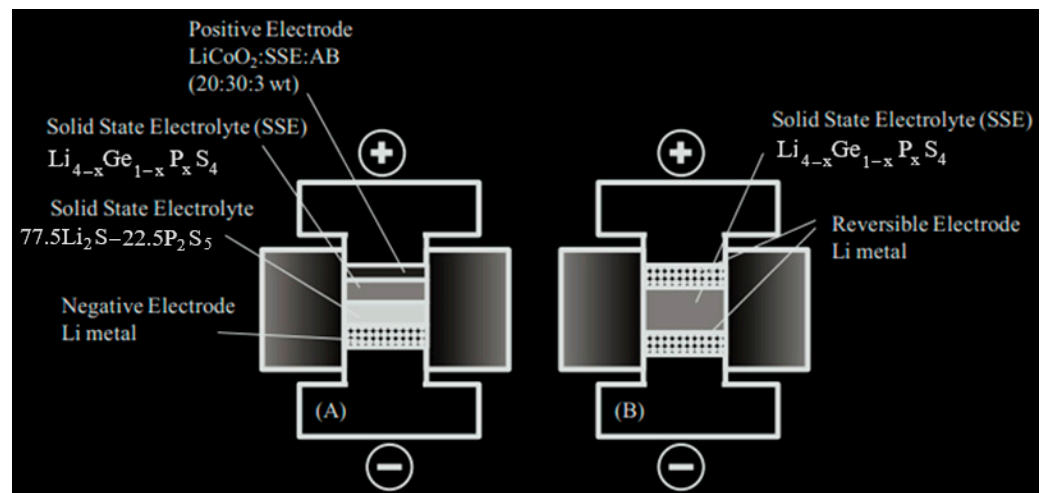 Positive Electrode
LiCoO₂:SSE:AB
(20:30:3 wt)
Solid State Electrolyte (SSE)
Li₄₋ₓGe₁₋ₓPₓS₄
Solid State Electrolyte
77.5Li₂S–22.5P₂S₅
Negative Electrode
Li metal
+
(A)
−
Solid State Electrolyte (SSE)
Li₄₋ₓGe₁₋ₓPₓS₄
Reversible Electrode
Li metal
+
(B)
−